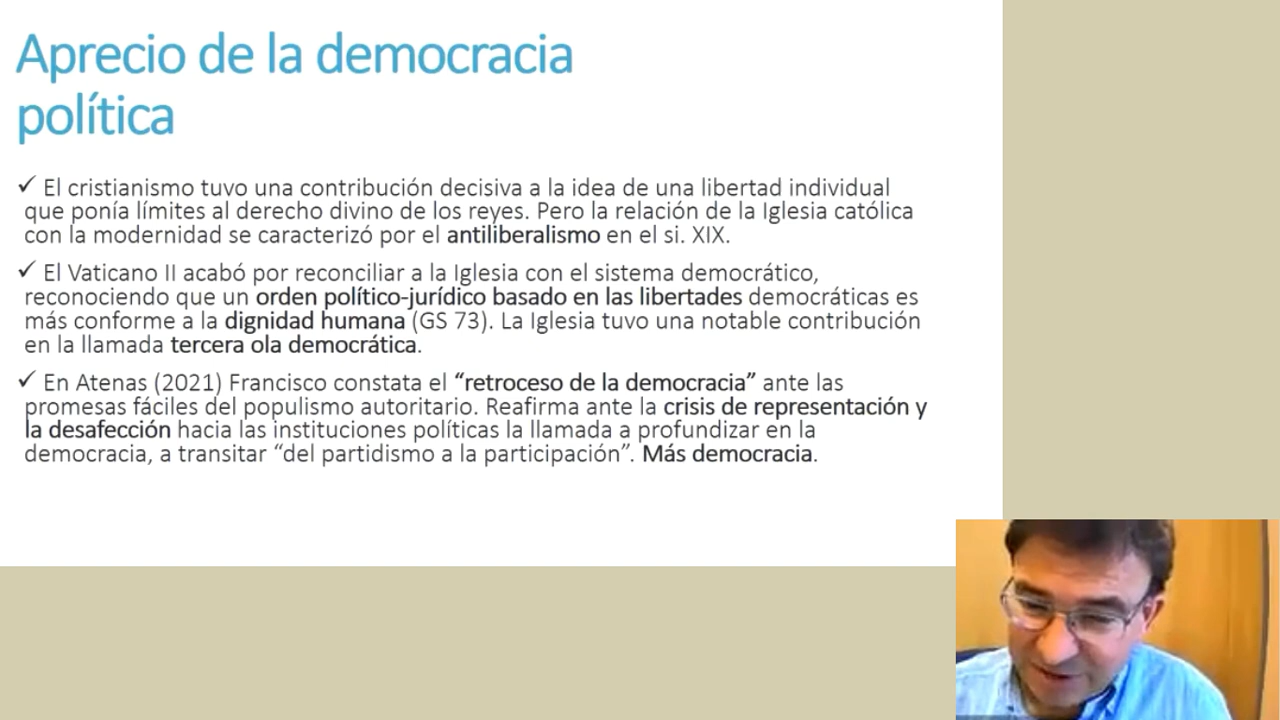 Aprecio de la democracia
política
✓ El cristianismo tuvo una contribución decisiva a la idea de una libertad individual
que ponía límites al derecho divino de los reyes. Pero la relación de la Iglesia católica
con la modernidad se caracterizó por el antiliberalismo en el si. XIX.
✓ El Vaticano II acabó por reconciliar a la Iglesia con el sistema democrático,
reconociendo que un orden político-jurídico basado en las libertades democráticas es
más conforme a la dignidad humana (GS 73). La Iglesia tuvo una notable contribución
en la llamada tercera ola democrática.
✓ En Atenas (2021) Francisco constata el “retroceso de la democracia” ante las
promesas fáciles del populismo autoritario. Reafirma ante la crisis de representación y
la desafección hacia las instituciones políticas la llamada a profundizar en la
democracia, a transitar “del partidismo a la participación”. Más democracia.